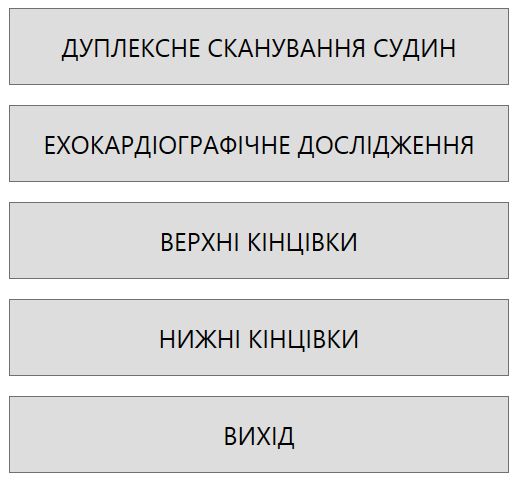 ДУПЛЕКСНЕ СКАНУВАННЯ СУДИН
ЕХОКАРДІОГРАФІЧНЕ ДОСЛІДЖЕННЯ
ВЕРХНІ КІНЦІВКИ
НИЖНІ КІНЦІВКИ
ВИХІД